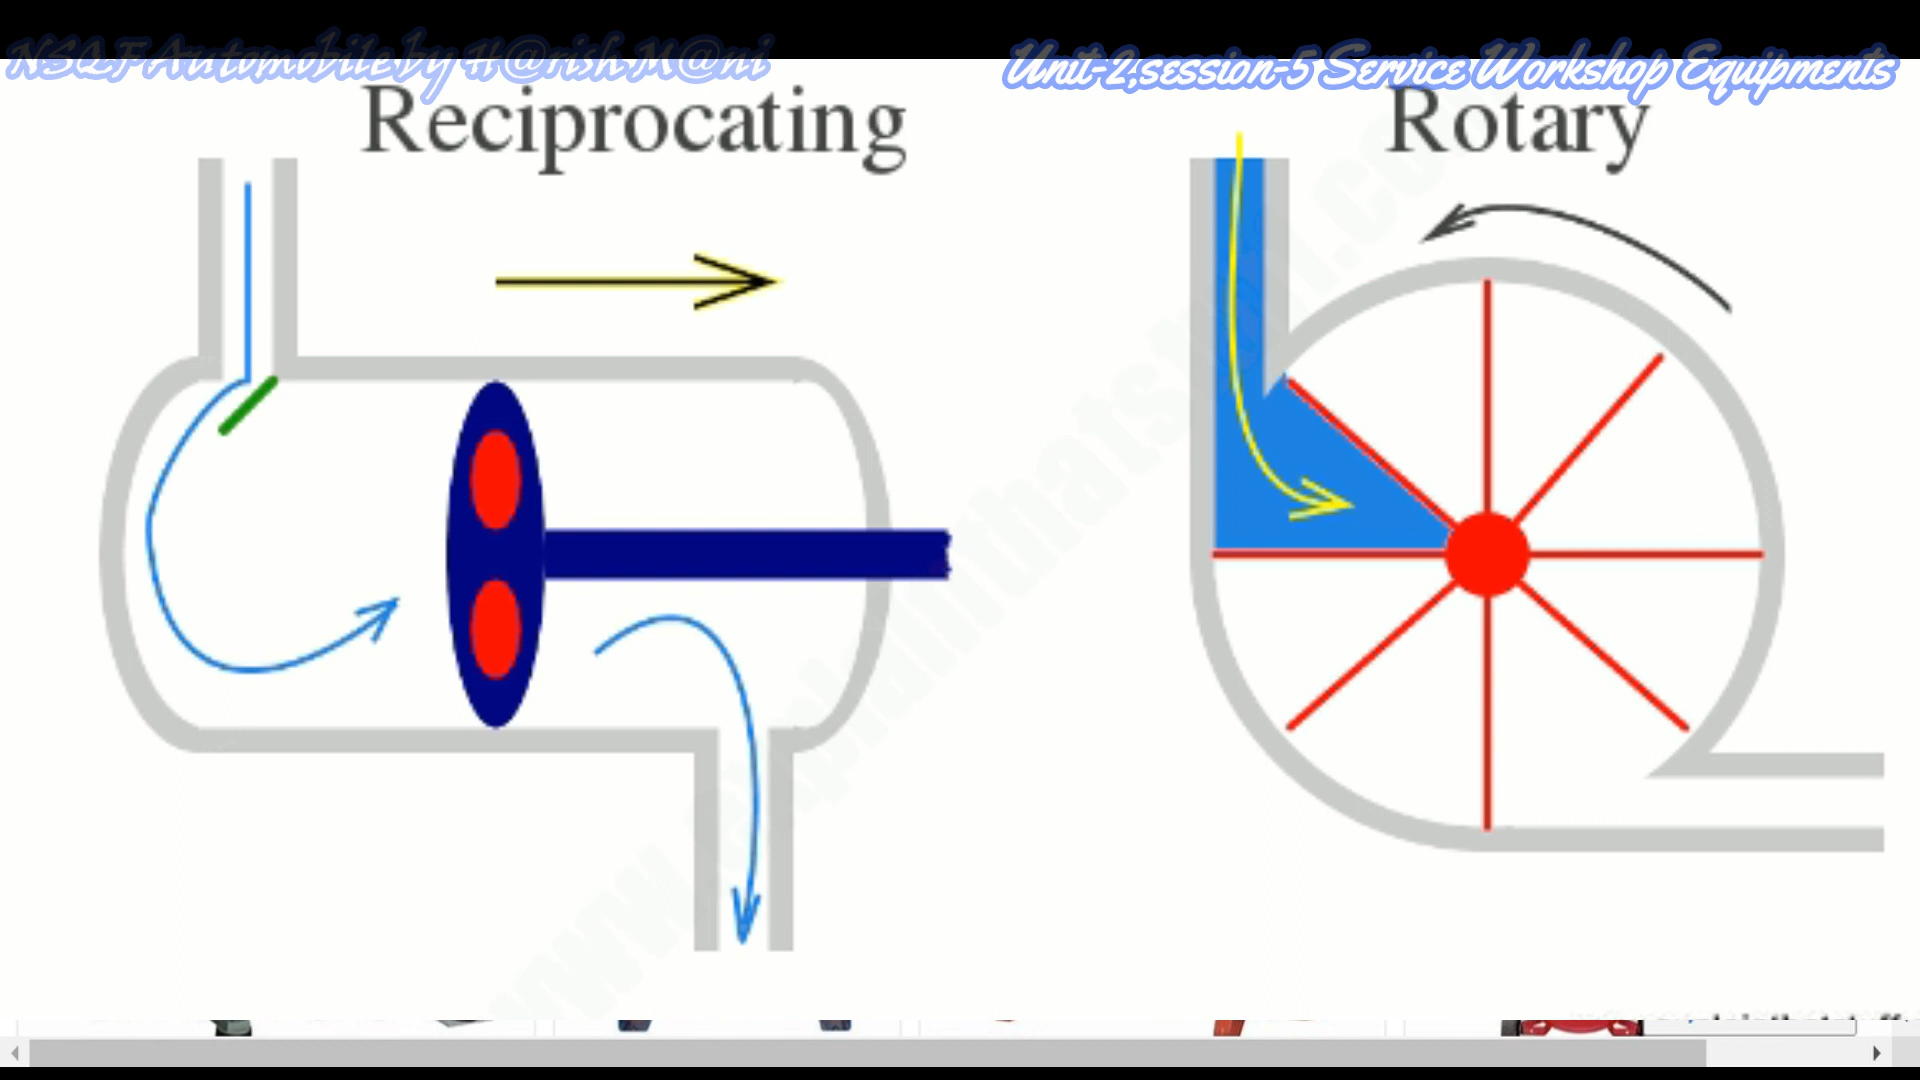 NSQF Automobile by H@rish M@ni
Unit-2,session-5 Service Workshop Equipments
Reciprocating
Rotary